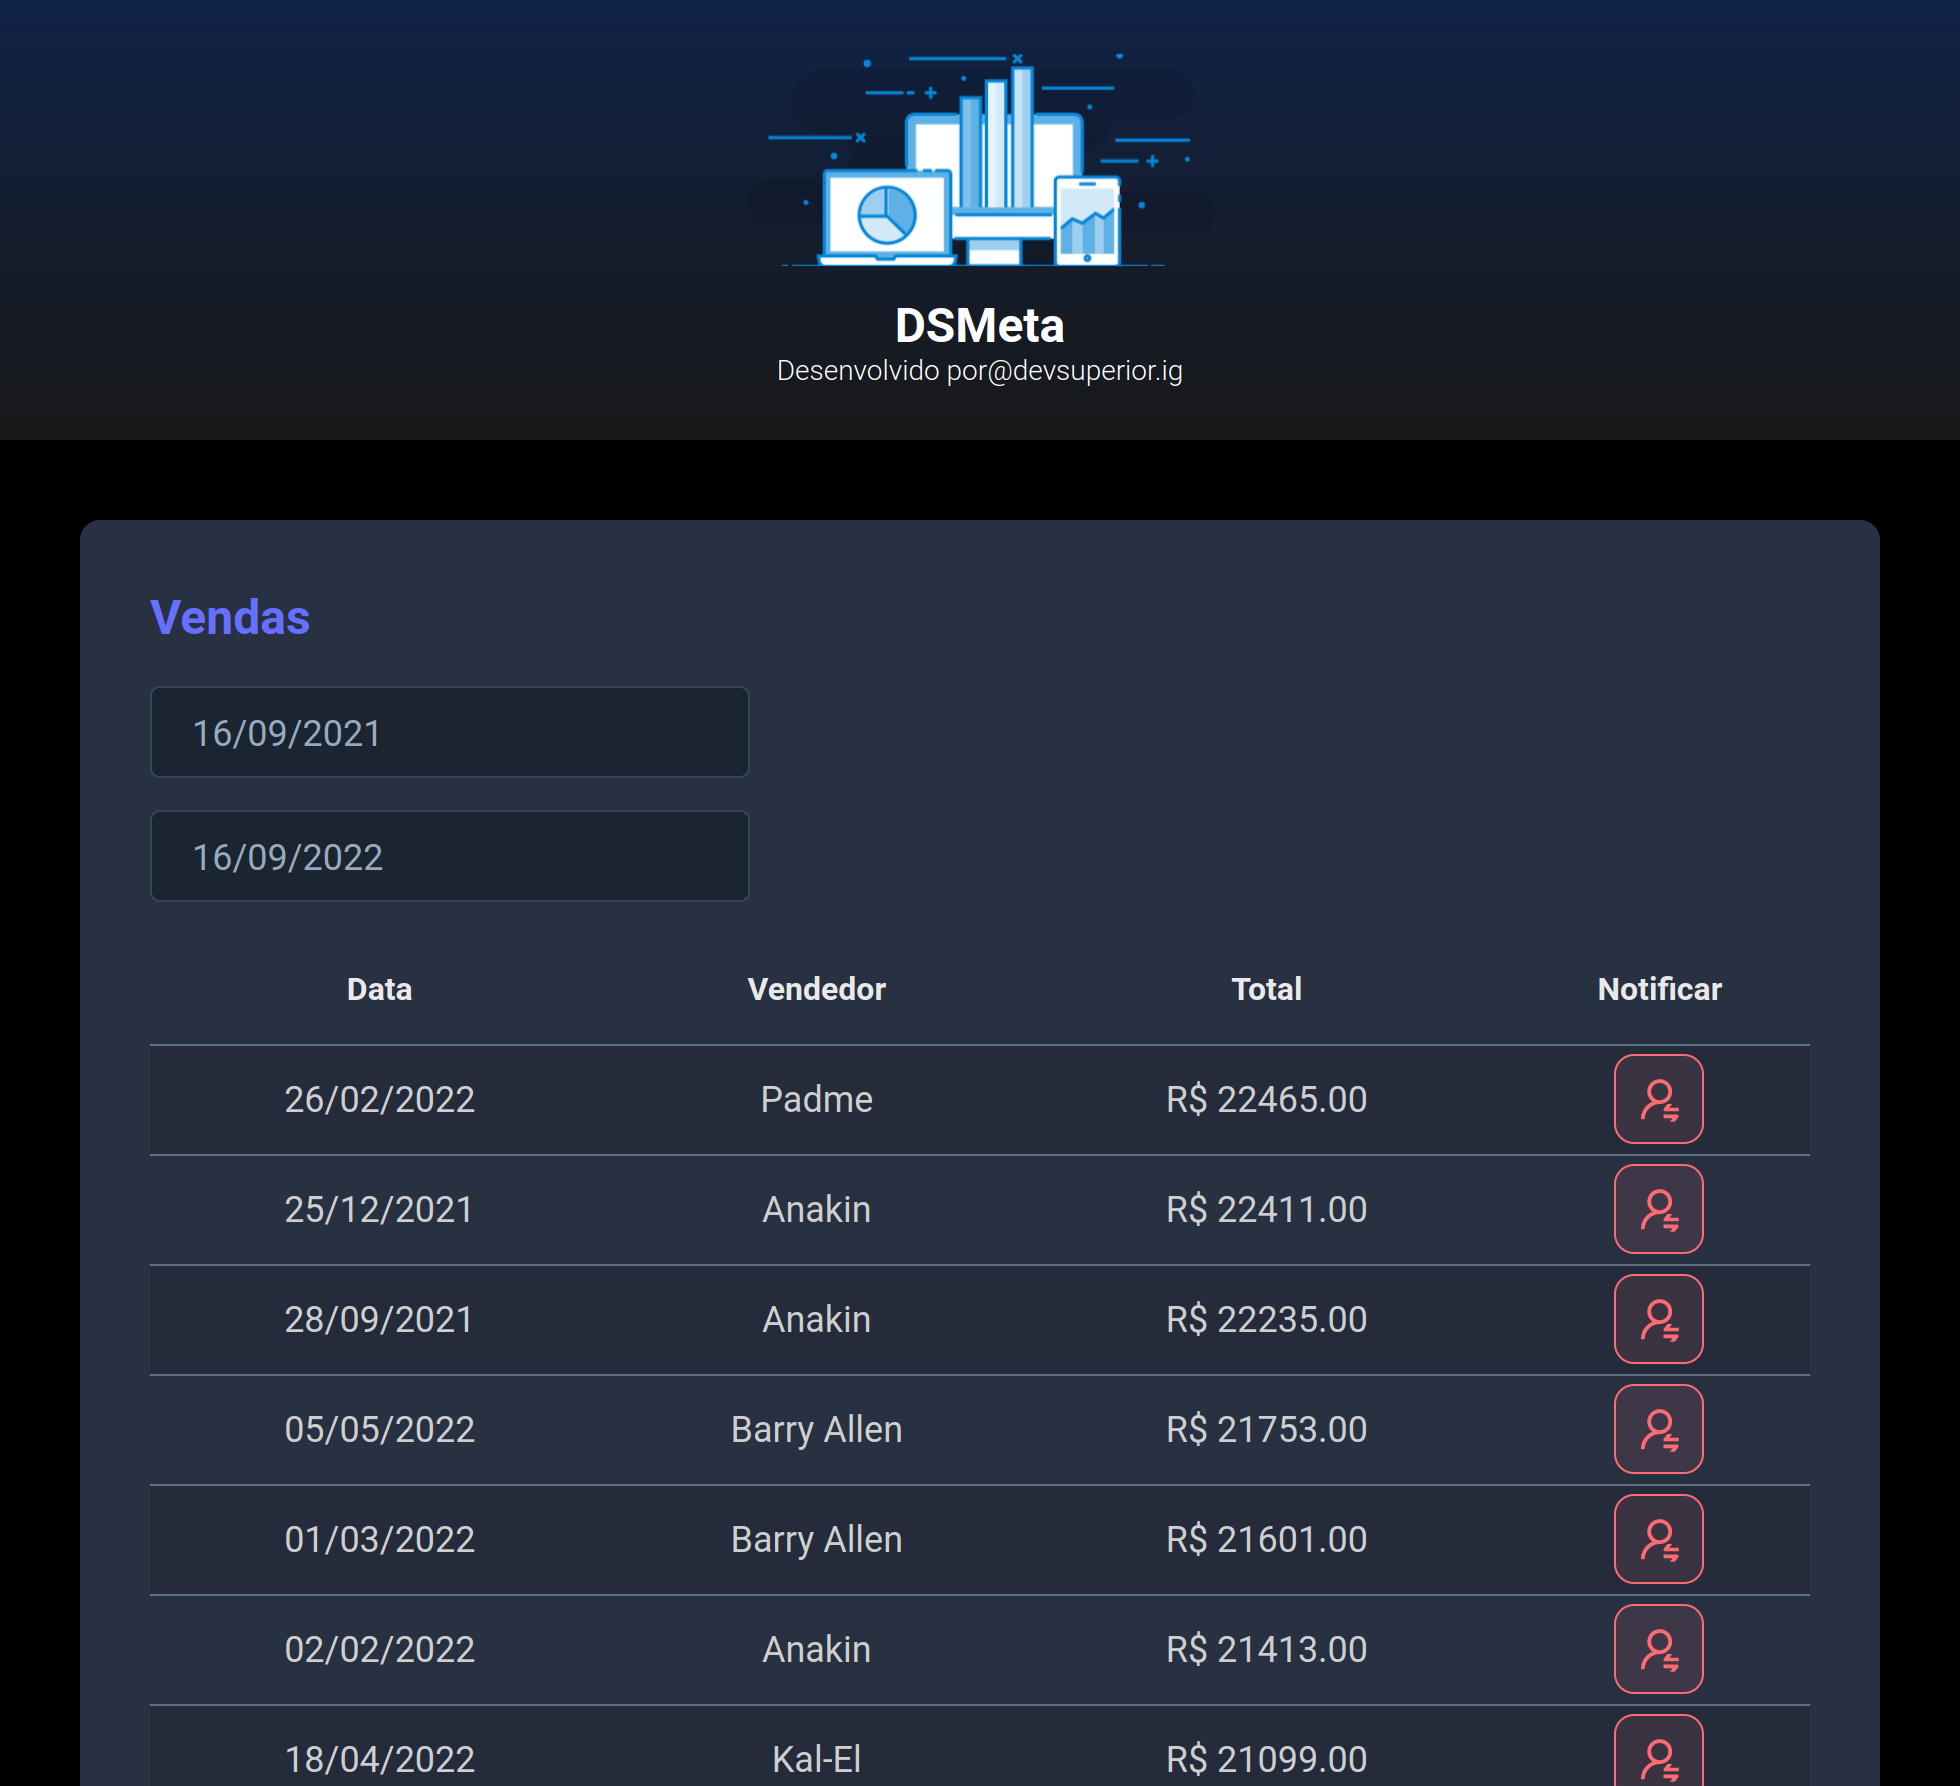 DSMeta
Desenvolvido por@devsuperior.ig
Vendas
16/09/2021
16/09/2022
Data Vendedor Total Notificar
26/02/2022 Padme R$ 22465.00
25/12/2021 Anakin R$ 22411.00
28/09/2021 Anakin R$ 22235.00
05/05/2022 Barry Allen R$ 21753.00
01/03/2022 Barry Allen R$ 21601.00
02/02/2022 Anakin R$ 21413.00
18/04/2022 Kal-El R$ 21099.00